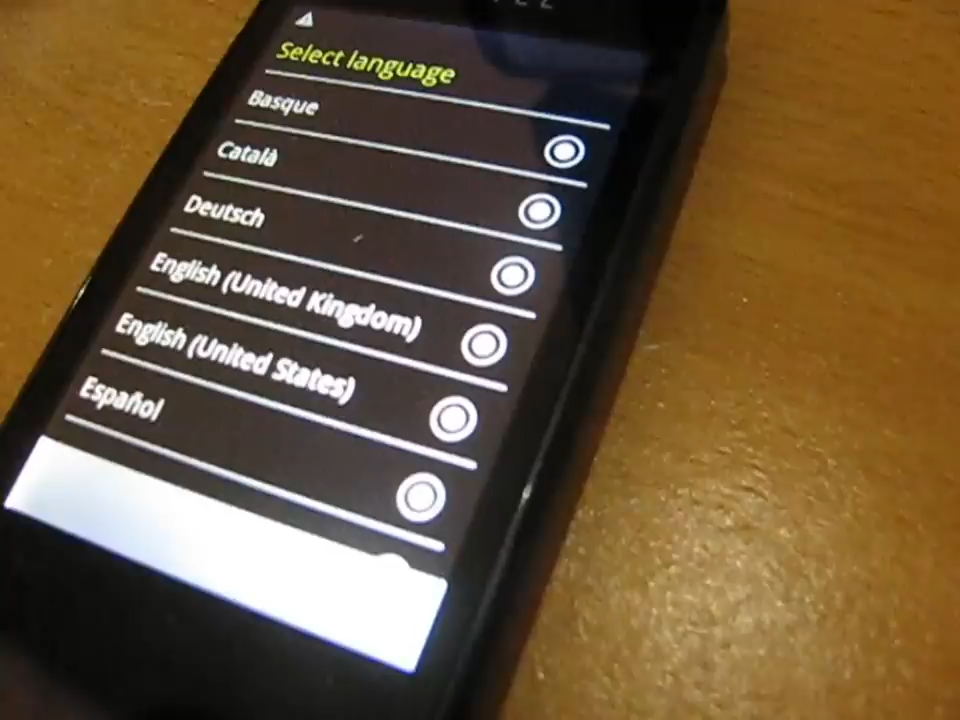 Select language
Basque
Català
Deutsch
English (United Kingdom)
English (United States)
Español